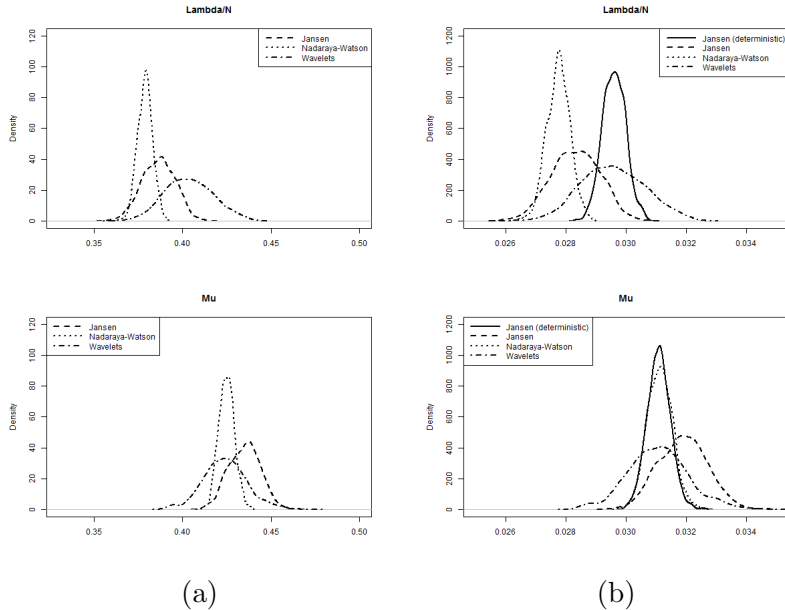 Lambda/N
Density
0 20 40 60 80 100 120
Jansen
Nadaraya-Watson
Wavelets
0.35 0.40 0.45 0.50
Lambda/N
Density
0 200 400 600 800 1000 1200
Jansen (deterministic)
Jansen
Nadaraya-Watson
Wavelets
0.026 0.028 0.030 0.032 0.034
Mu
Density
0 20 40 60 80 100 120
Jansen
Nadaraya-Watson
Wavelets
0.35 0.40 0.45 0.50
Mu
Density
0 200 400 600 800 1000 1200
Jansen (deterministic)
Jansen
Nadaraya-Watson
Wavelets
0.026 0.028 0.030 0.032 0.034
(a)
(b)